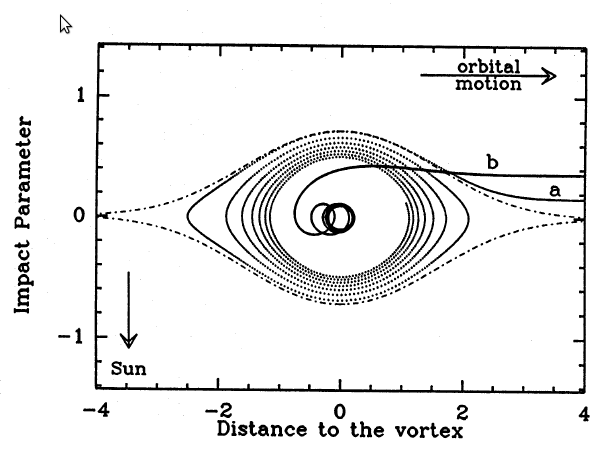 orbital
motion
1
b
a
Impact Parameter
0
-1
Sun
-4 -2 0 2 4
Distance to the vortex